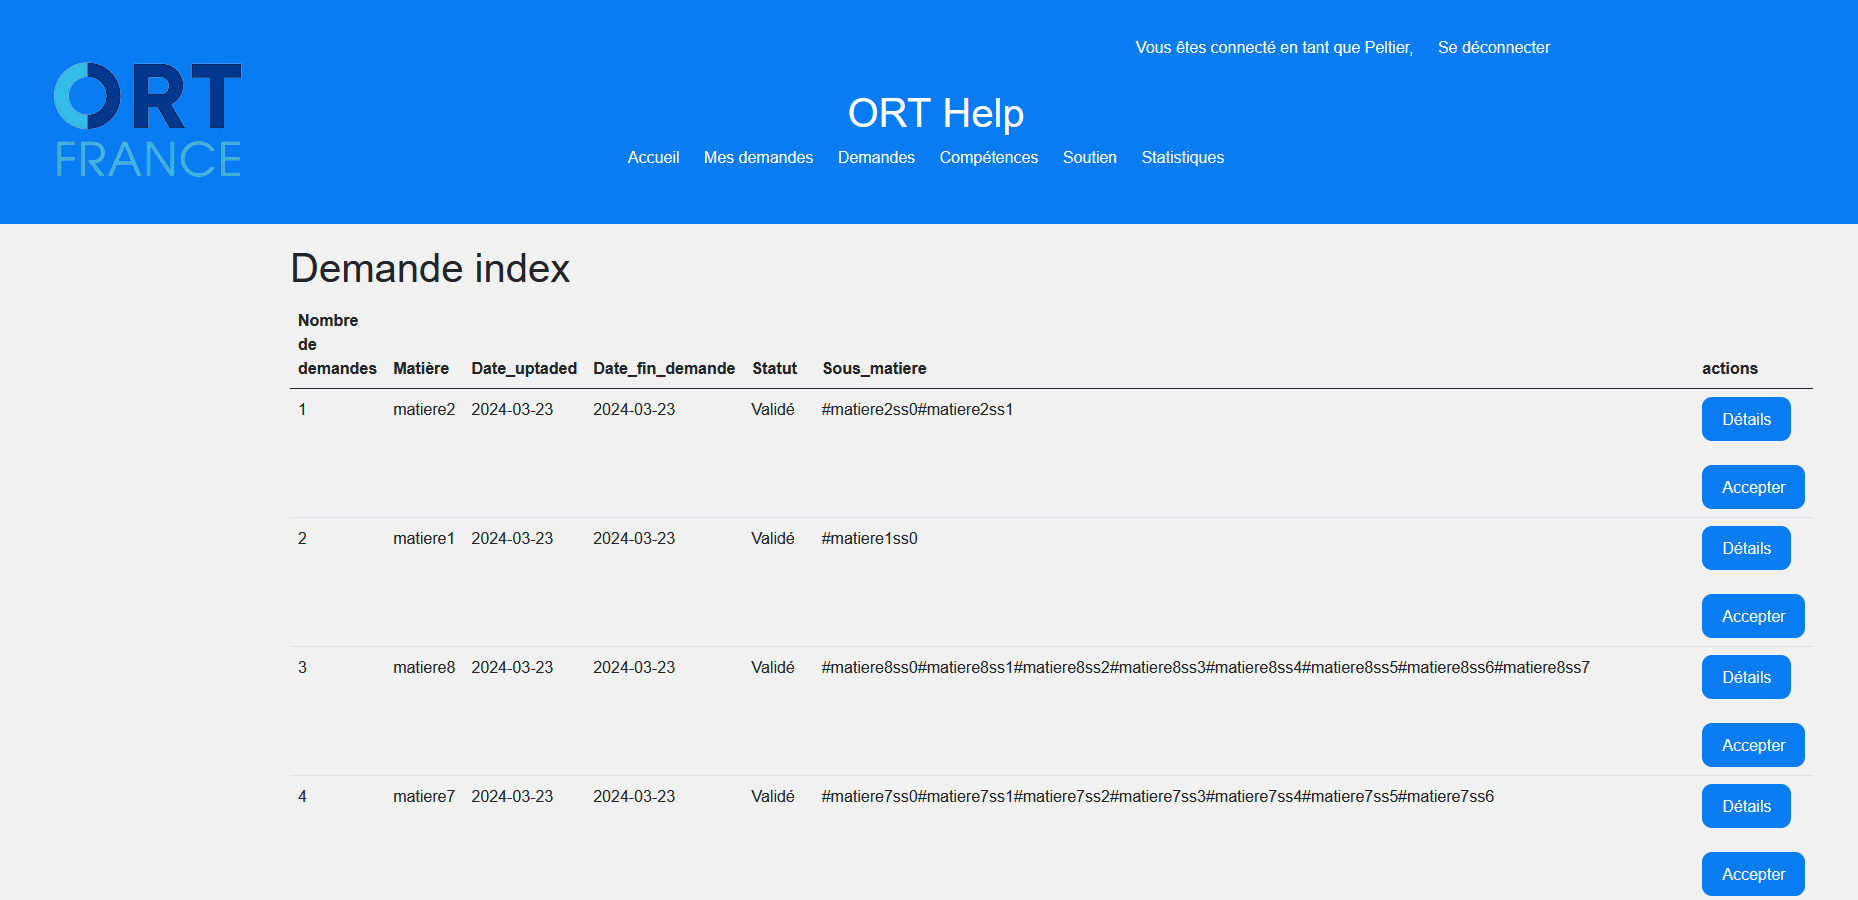 Vous êtes connecté en tant que Peltier, Se déconnecter
ORT
FRANCE
ORT Help
Accueil Mes demandes Demandes Compétences Soutien Statistiques
Demande index
Nombre de demandes Matière Date_uptaded Date_fin_demande Statut Sous_matiere actions
1 matiere2 2024-03-23 2024-03-23 Validé #matiere2ss0#matiere2ss1 Détails
Accepter
2 matiere1 2024-03-23 2024-03-23 Validé #matiere1ss0 Détails
Accepter
3 matiere8 2024-03-23 2024-03-23 Validé #matiere8ss0#matiere8ss1#matiere8ss2#matiere8ss3#matiere8ss4#matiere8ss5#matiere8ss6#matiere8ss7 Détails
Accepter
4 matiere7 2024-03-23 2024-03-23 Validé #matiere7ss0#matiere7ss1#matiere7ss2#matiere7ss3#matiere7ss4#matiere7ss5#matiere7ss6 Détails
Accepter